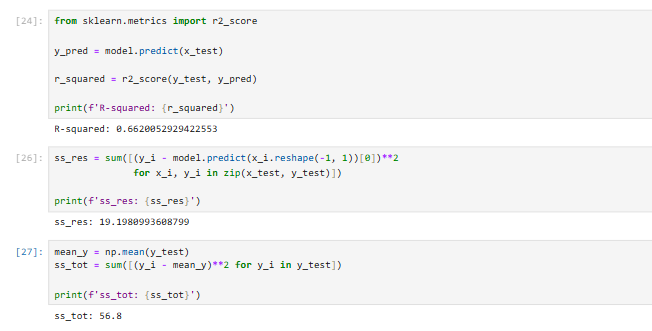 [24]: from sklearn.metrics import r2_score
y_pred = model.predict(x_test)
r_squared = r2_score(y_test, y_pred)
print(f'R-squared: {r_squared}')
R-squared: 0.6620052929422553
[26]: ss_res = sum([(y_i - model.predict(x_i.reshape(-1, 1))[0])**2
for x_i, y_i in zip(x_test, y_test)])
print(f'ss_res: {ss_res}')
ss_res: 19.1980993608799
[27]: mean_y = np.mean(y_test)
ss_tot = sum([(y_i - mean_y)**2 for y_i in y_test])
print(f'ss_tot: {ss_tot}')
ss_tot: 56.8